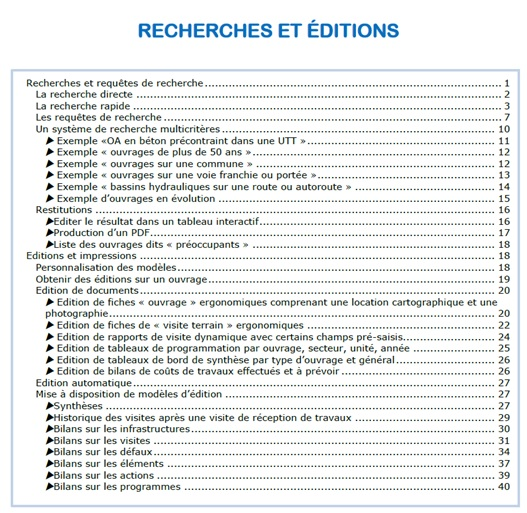 RECHERCHES ET ÉDITIONS
Recherches et requêtes de recherche 1
La recherche directe 2
La recherche rapide 3
Les requêtes de recherche 7
Un système de recherche multicritères 10
▶ Exemple «OA en béton précontraint dans une UTT » 11
▶ Exemple « ouvrages de plus de 50 ans » 12
▶ Exemple « ouvrages sur une commune » 12
▶ Exemple « ouvrages sur une voie franchie ou portée » 13
▶ Exemple « bassins hydrauliques sur une route ou autoroute » 14
▶ Exemple d’ouvrages en évolution 15
Restitutions 16
▶Editer le résultat dans un tableau interactif 16
▶Production d’un PDF 17
▶Liste des ouvrages dits « préoccupants » 18
Editions et impressions 18
Personnalisation des modèles 18
Obtenir des éditions sur un ouvrage 19
Edition de documents 20
▶ Edition de fiches « ouvrage » ergonomiques comprenant une location cartographique et une
photographie 20
▶ Edition de fiches de « visite terrain » ergonomiques 22
▶ Edition de rapports de visite dynamique avec certains champs pré-saisis 24
▶ Edition de tableaux de programmation par ouvrage, secteur, unité, année 25
▶ Edition de tableaux de bord de synthèse par type d’ouvrage et général 26
▶ Edition de bilans de coûts de travaux effectués et à prévoir 26
Edition automatique 27
Mise à disposition de modèles d’édition 27
▶Synthèses 27
▶Historique des visites après une visite de réception de travaux 29
▶Bilans sur les infrastructures 30
▶Bilans sur les visites 31
▶Bilans sur les défaux 34
▶Bilans sur les éléments 37
▶Bilans sur les actions 39
▶Bilans sur les programmes 40